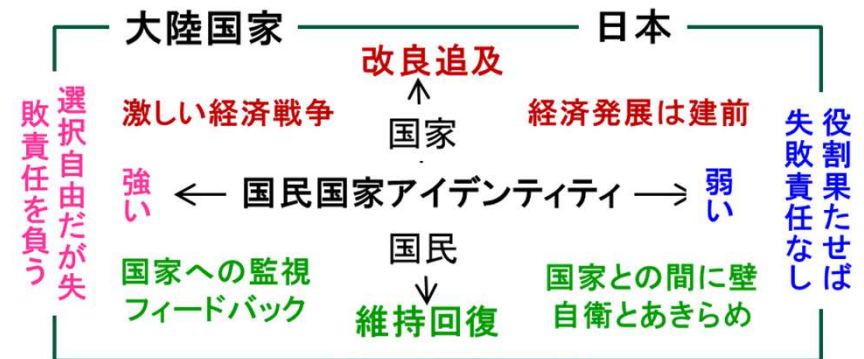 大陸国家
日本
改良追及
激しい経済戦争
経済発展は建前
国家
選択自由だが失
敗責任を負う
強い
国民国家アイデンティティ
弱い
役割果たせば
失敗責任なし
国民
国家への監視
フィードバック
国家との間に壁
自衛とあきらめ
維持回復